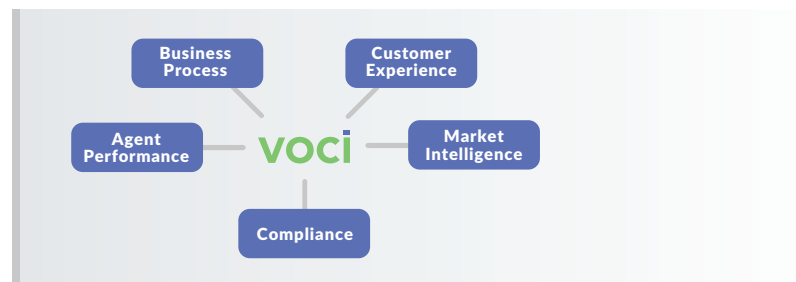 Business
Process
Customer
Experience
Agent
Performance
voci
Market
Intelligence
Compliance